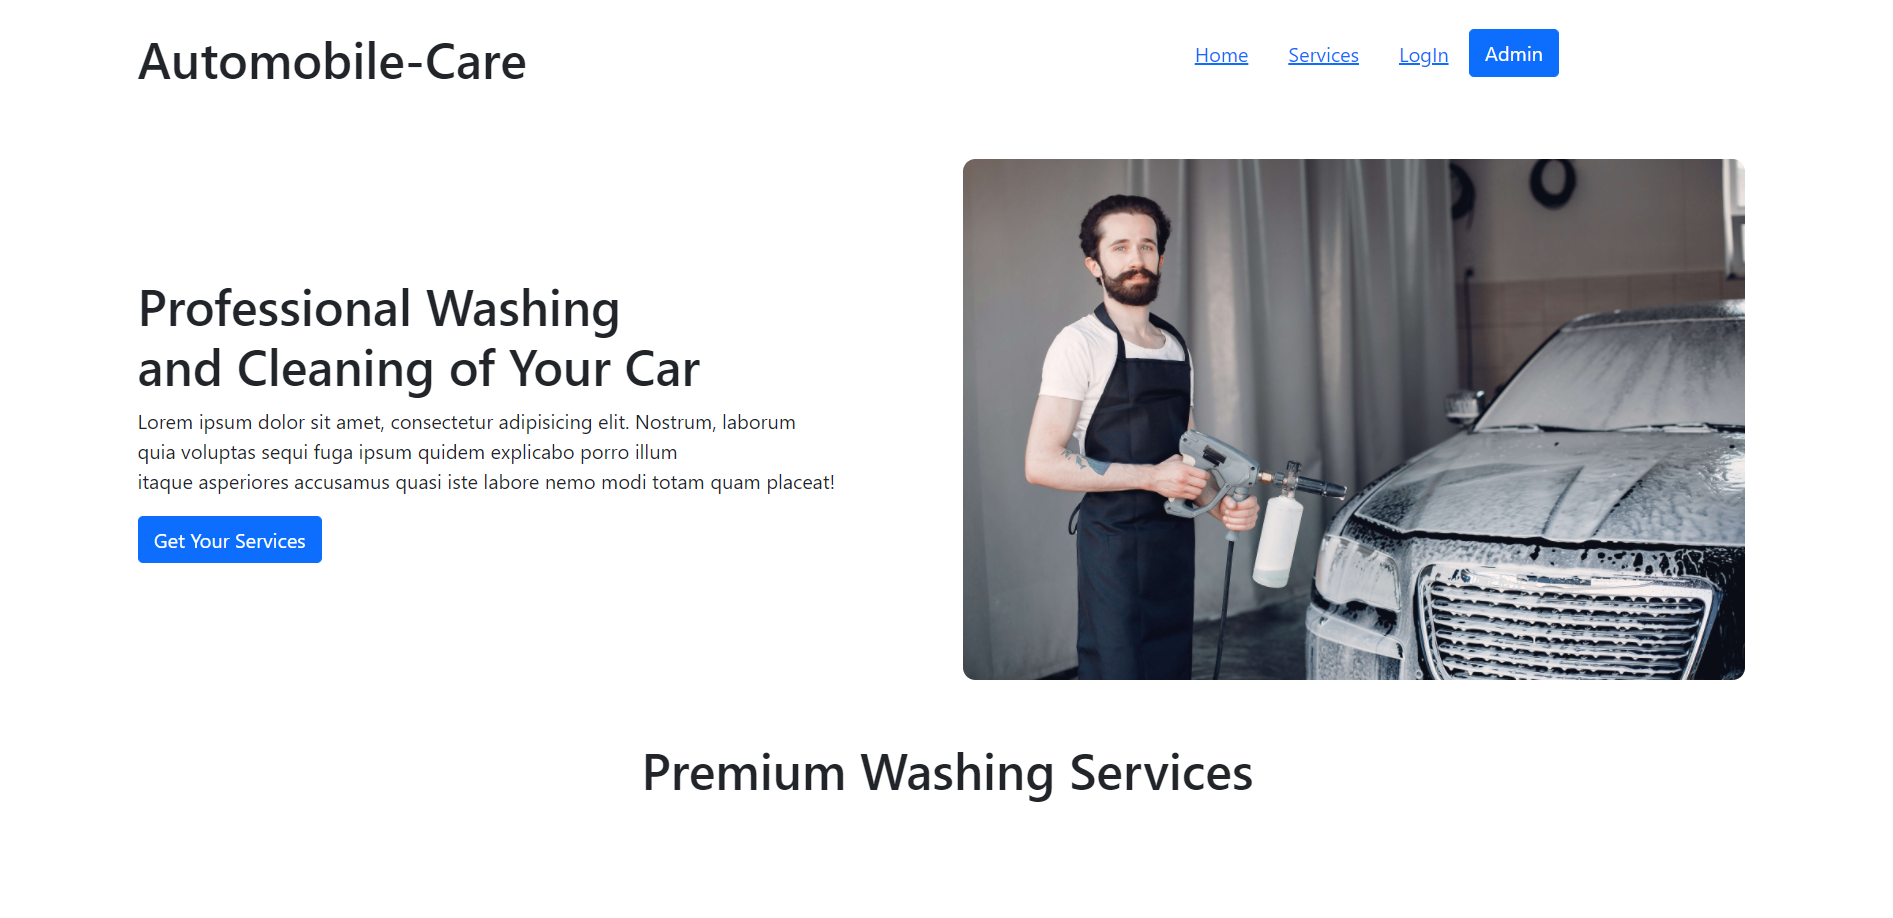 Automobile-Care
Home Services LogIn Admin
Professional Washing
and Cleaning of Your Car
Lorem ipsum dolor sit amet, consectetur adipisicing elit. Nostrum, laborum
quia voluptas sequi fuga ipsum quidem explicabo porro illum
itaque asperiores accusamus quasi iste labore nemo modi totam quam placeat!
Get Your Services
Premium Washing Services